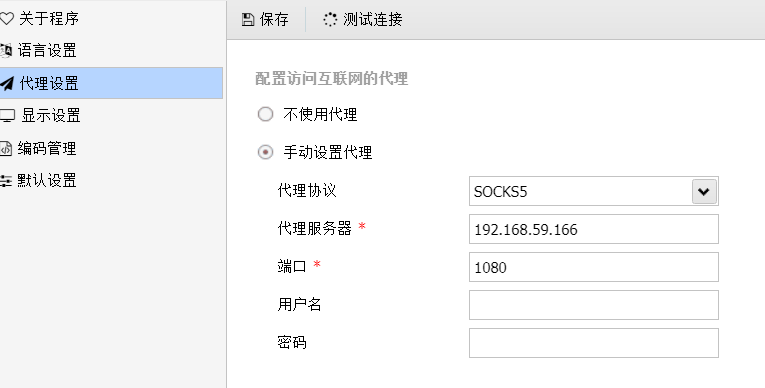 关于程序
语言设置
代理设置
显示设置
编码管理
默认设置
保存 测试连接
配置访问互联网的代理
不使用代理
手动设置代理
代理协议 SOCKS5
代理服务器 * 192.168.59.166
端口 * 1080
用户名
密码